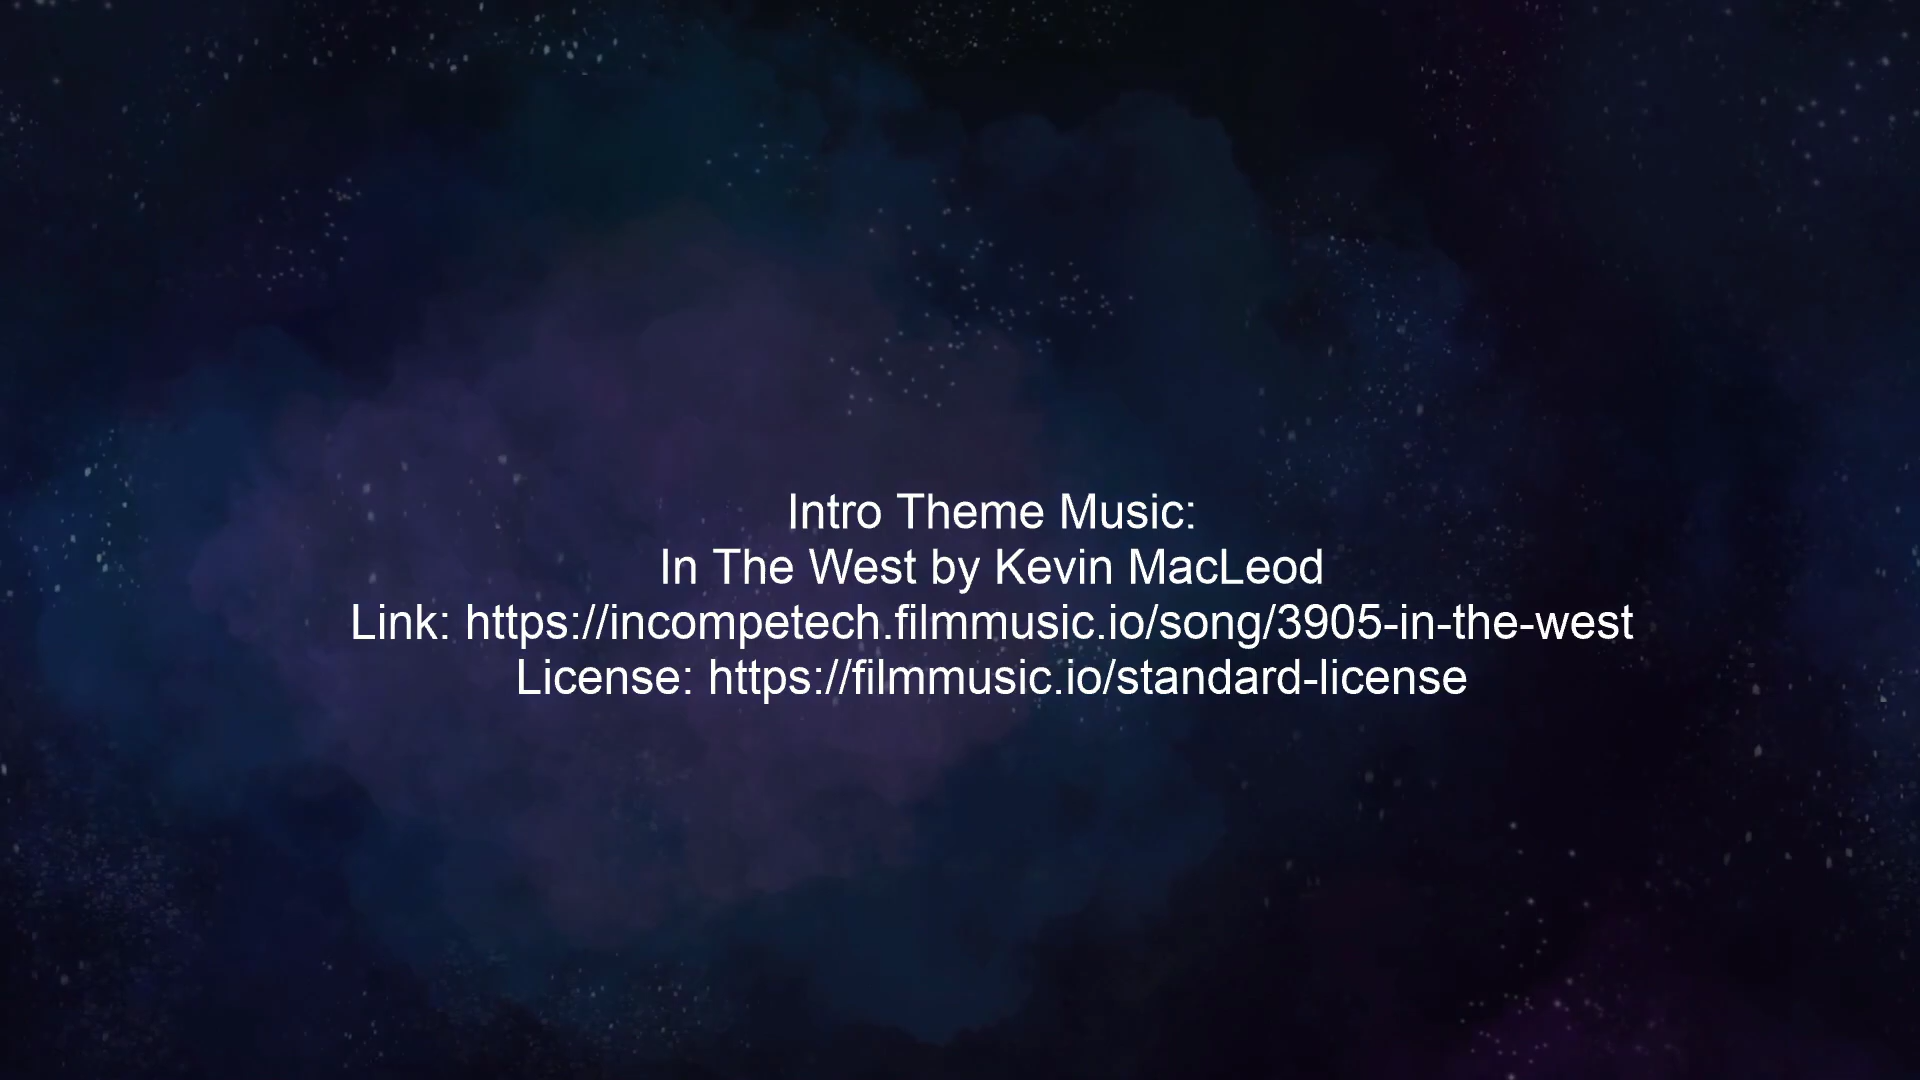 Intro Theme Music:
In The West by Kevin MacLeod
Link: https://incompetech.filmmusic.io/song/3905-in-the-west
License: https://filmmusic.io/standard-license